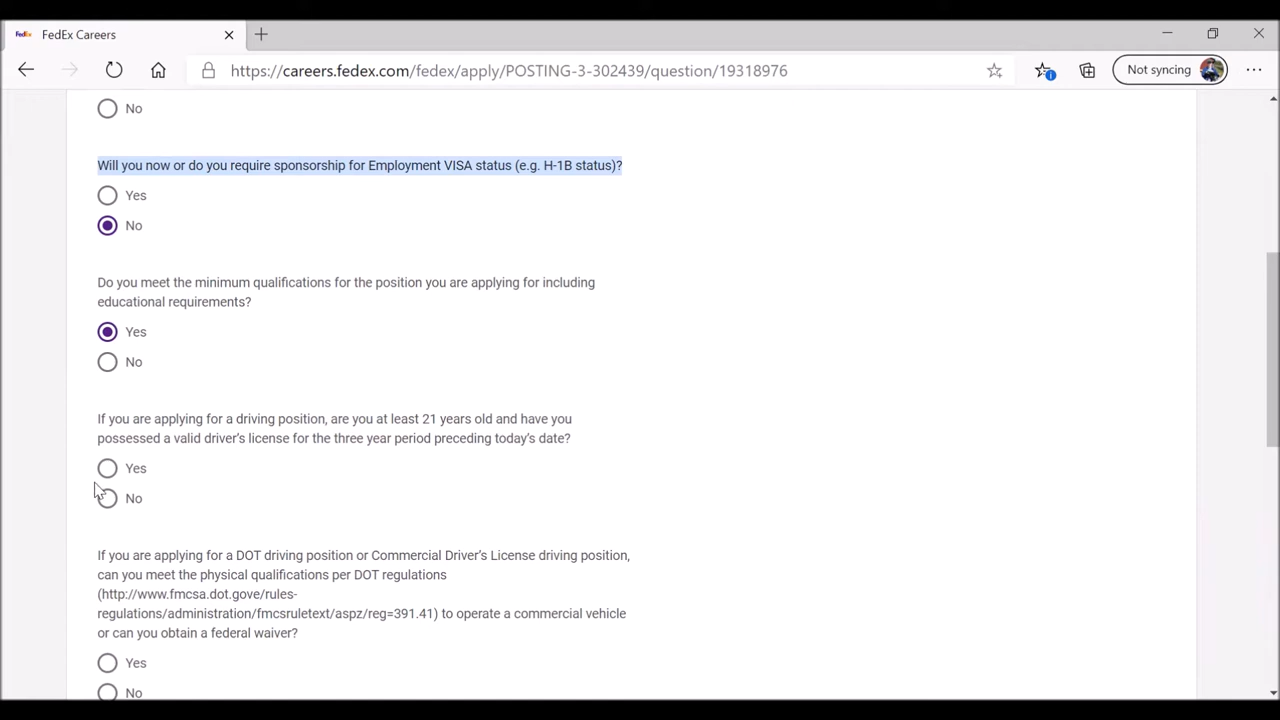 FedEx
FedEx Careers
https://careers.fedex.com/fedex/apply/POSTING-3-302439/question/19318976
Not syncing
No
Will you now or do you require sponsorship for Employment VISA status (e.g. H-1B status)?
Yes
No
Do you meet the minimum qualifications for the position you are applying for including
educational requirements?
Yes
No
If you are applying for a driving position, are you at least 21 years old and have you
possessed a valid driver's license for the three year period preceding today's date?
Yes
No
If you are applying for a DOT driving position or Commercial Driver's License driving position,
can you meet the physical qualifications per DOT regulations
(http://www.fmcsa.dot.gove/rules-
regulations/administration/fmcsruletext/aspz/reg=391.41) to operate a commercial vehicle
or can you obtain a federal waiver?
Yes
No